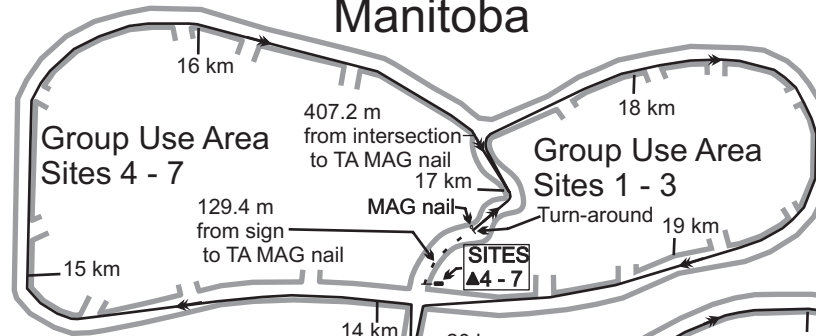 Manitoba
16 km
407.2 m
from intersection
to TA MAG nail
18 km
Group Use Area
Sites 4 - 7
Group Use Area
Sites 1 - 3
17 km
129.4 m
from sign
to TA MAG nail
MAG nail
Turn-around
19 km
SITES
▲4 - 7
15 km
14 km